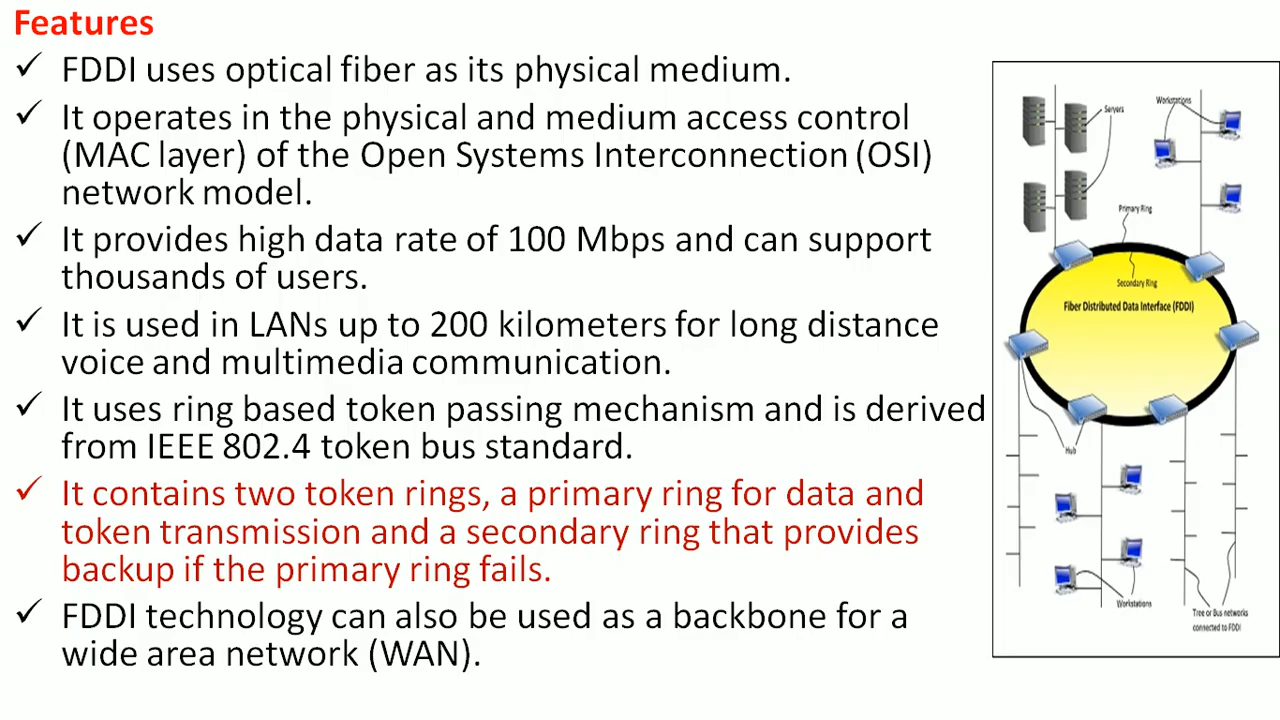 Features
✓ FDDI uses optical fiber as its physical medium.
✓ It operates in the physical and medium access control
(MAC layer) of the Open Systems Interconnection (OSI)
network model.
✓ It provides high data rate of 100 Mbps and can support
thousands of users.
✓ It is used in LANs up to 200 kilometers for long distance
voice and multimedia communication.
✓ It uses ring based token passing mechanism and is derived
from IEEE 802.4 token bus standard.
✓ It contains two token rings, a primary ring for data and
token transmission and a secondary ring that provides
backup if the primary ring fails.
✓ FDDI technology can also be used as a backbone for a
wide area network (WAN).
Servers
Workstations
Primary Ring
Secondary Ring
Fiber Distributed Data Interface (FDDI)
Hub
Workstations
Tree or Bus networks
connected to FDDI